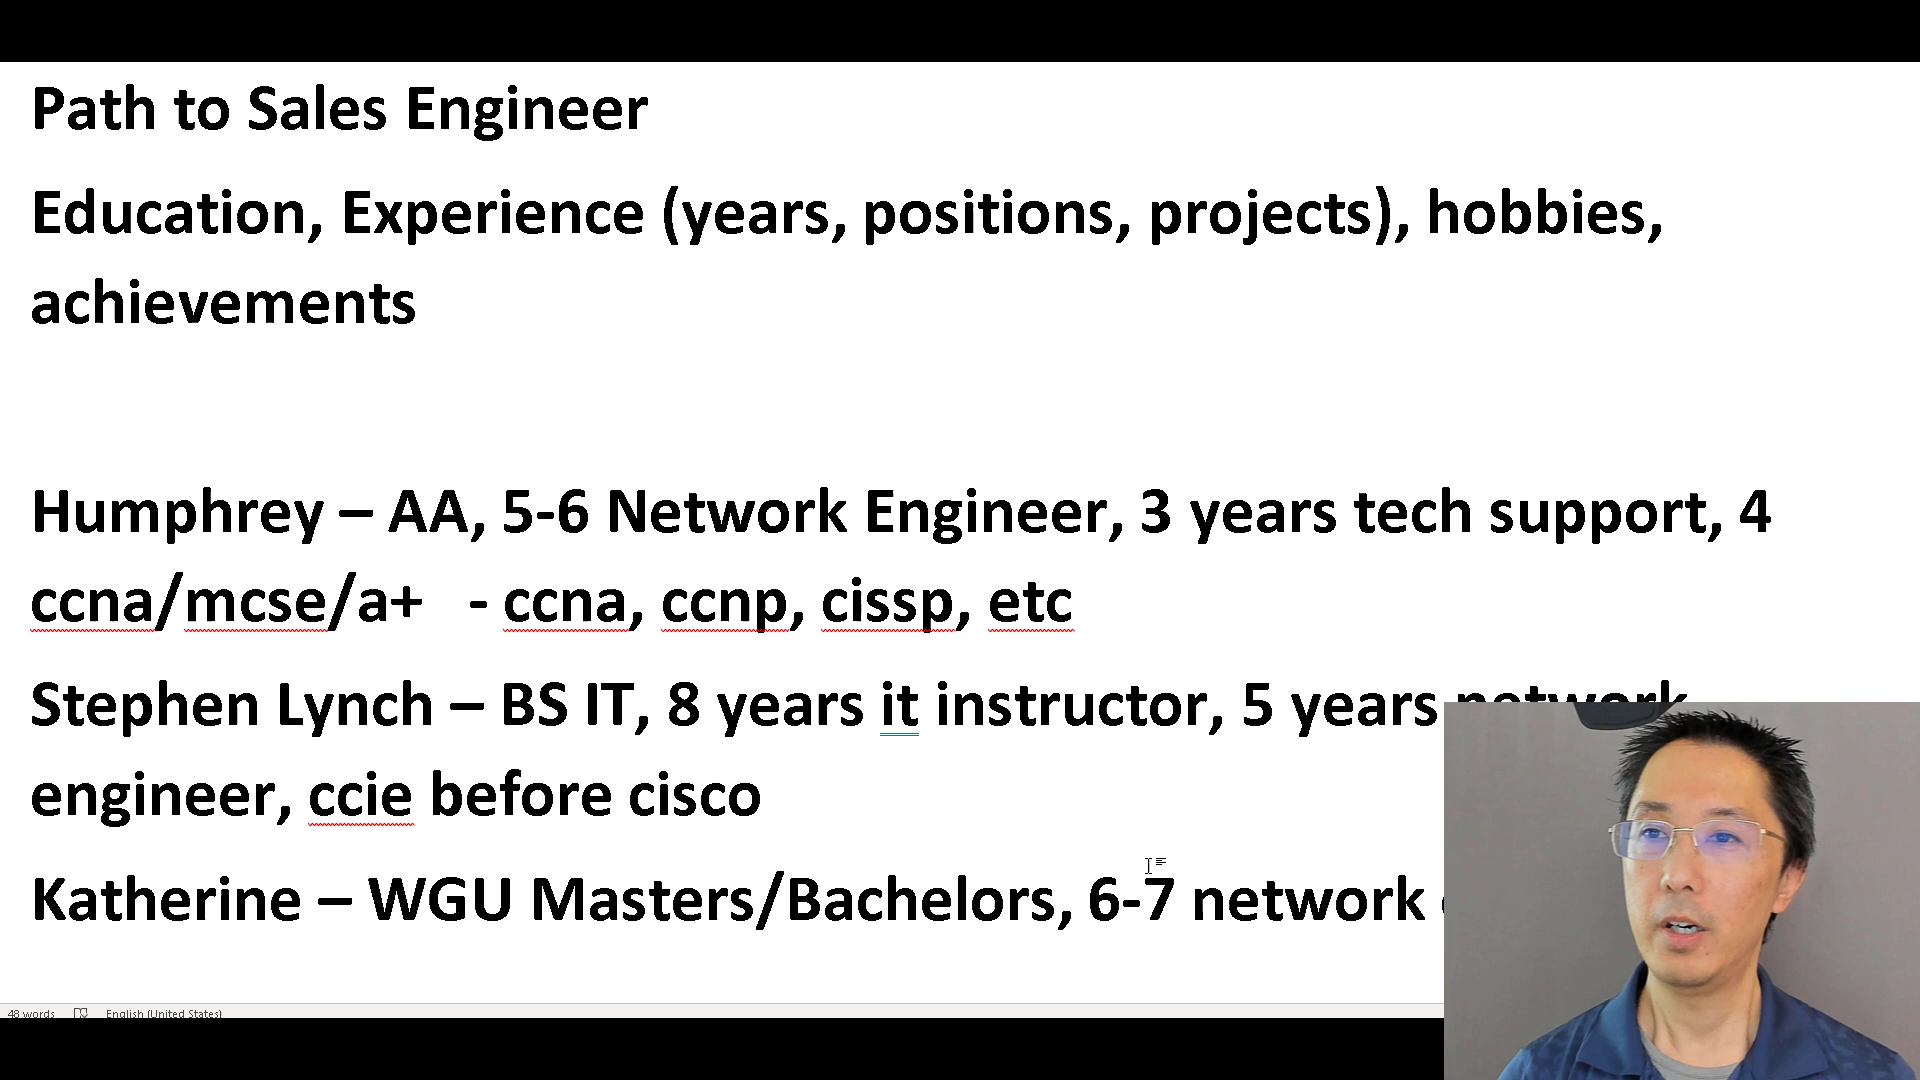 Path to Sales Engineer
Education, Experience (years, positions, projects), hobbies,
achievements
Humphrey – AA, 5-6 Network Engineer, 3 years tech support, 4
ccna/mcse/a+ - ccna, ccnp, cissp, etc
Stephen Lynch – BS IT, 8 years it instructor, 5 years network
engineer, ccie before cisco
Katherine – WGU Masters/Bachelors, 6-7 network
48 words English (United States)